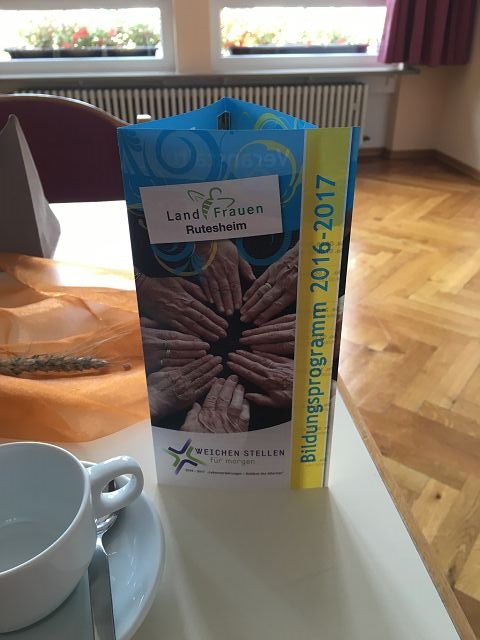 Land Frauen
Rutesheim
Bildungsprogramm 2016-2017
WEICHEN STELLEN
für morgen